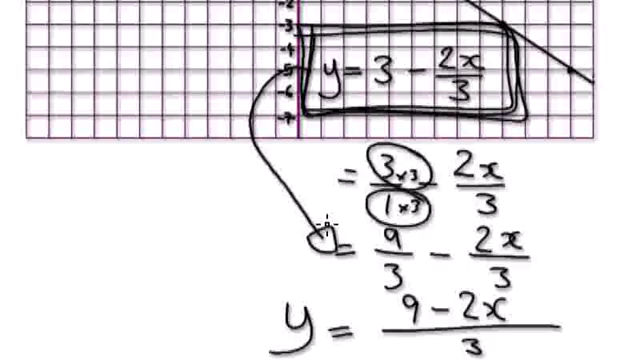 -2
-3
-4
-5
-6
-7
y = 3 - 2x/3
= 3×3/1×3 - 2x/3
= 9/3 - 2x/3
y = 9 - 2x/3